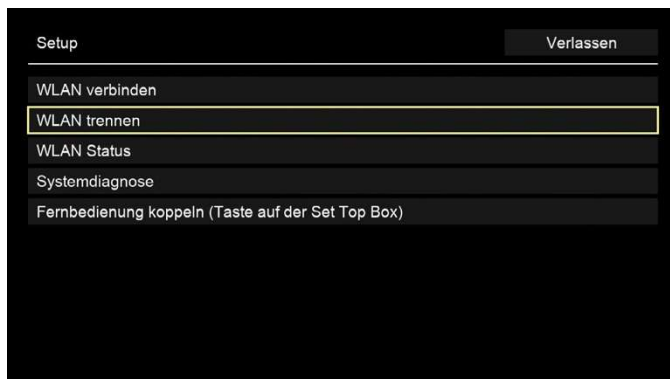 Setup
Verlassen
WLAN verbinden
WLAN trennen
WLAN Status
Systemdiagnose
Fernbedienung koppeln (Taste auf der Set Top Box)